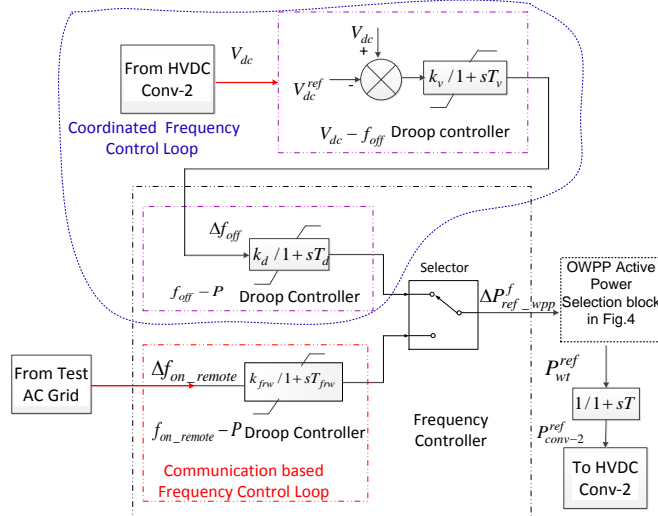 From HVDC
Conv-2
V_dc
V_dc
+
V_dc^ref
-
k_v / 1 + sT_v
V_dc − f_off Droop controller
Coordinated Frequency
Control Loop
Δf_off
k_d / 1 + sT_d
f_off − P
Droop Controller
Selector
ΔP_ref_wpp^f
OWPP Active
Power
Selection block
in Fig.4
From Test
AC Grid
Δf_on_remote
k_frw / 1 + sT_frw
f_on_remote − P Droop Controller
Frequency
Controller
Communication based
Frequency Control Loop
P_wt^ref
1/1 + sT
P_conv−2^ref
To HVDC
Conv-2